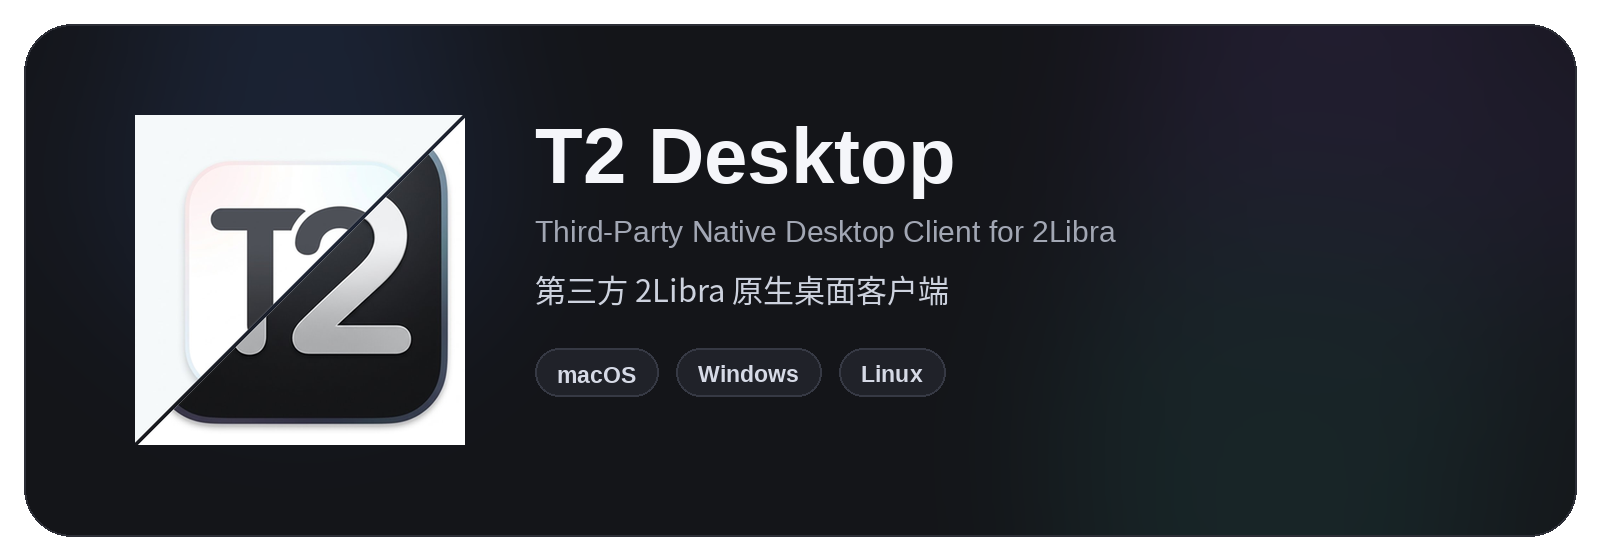 T2
T2 Desktop
Third-Party Native Desktop Client for 2Libra
第三方 2Libra 原生桌面客户端
macOS Windows Linux